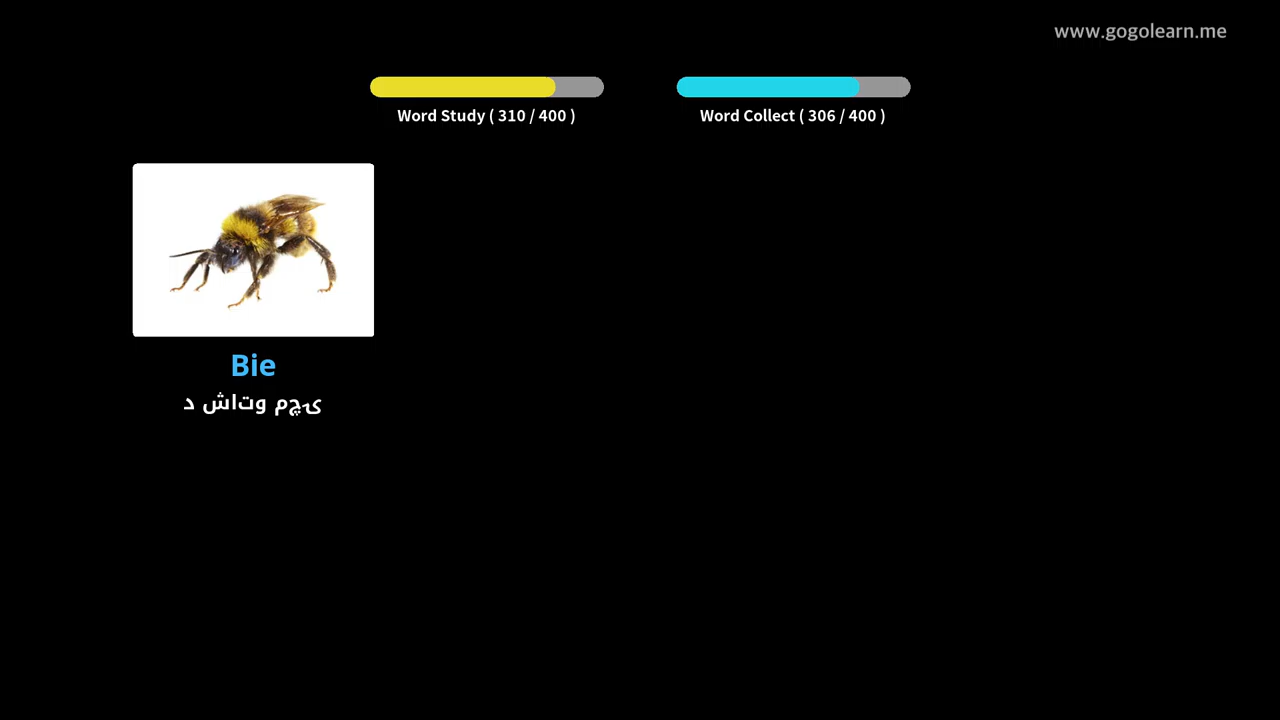 www.gogolearn.me
Word Study ( 310 / 400 )
Word Collect ( 306 / 400 )
Bie
د شاتو مچۍ